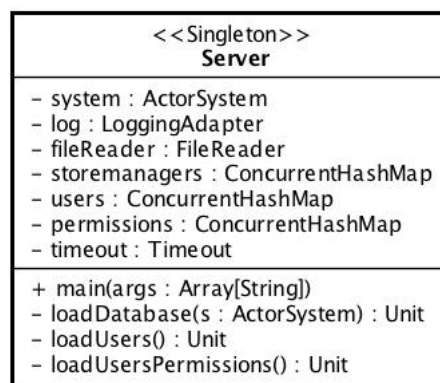 <<Singleton>>
Server
- system : ActorSystem
- log : LoggingAdapter
- fileReader : FileReader
- storemanagers : ConcurrentHashMap
- users : ConcurrentHashMap
- permissions : ConcurrentHashMap
- timeout : Timeout
+ main(args : Array[String])
- loadDatabase(s : ActorSystem) : Unit
- loadUsers() : Unit
- loadUsersPermissions() : Unit